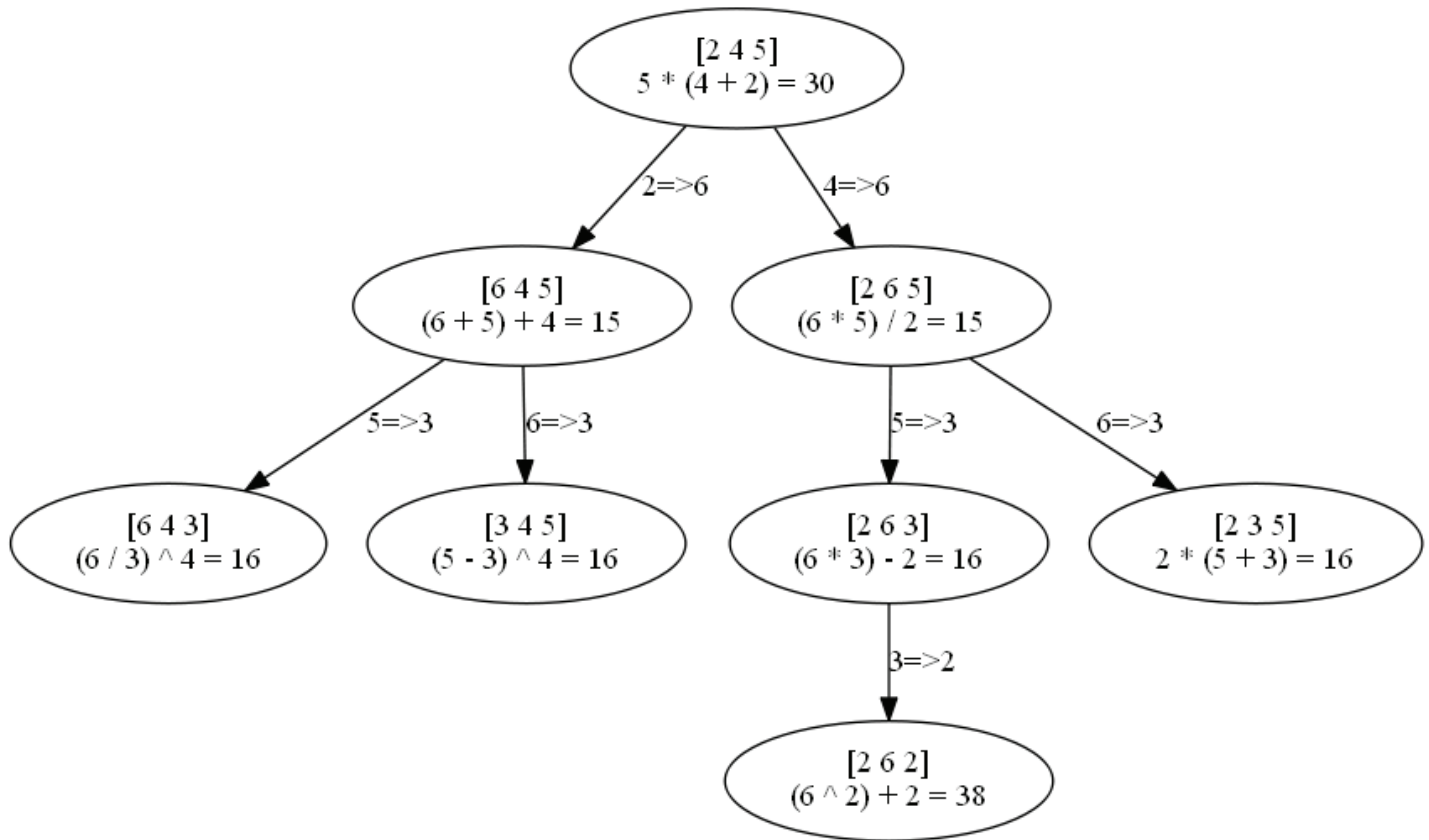 [2 4 5]
5 * (4 + 2) = 30
2=>6
4=>6
[6 4 5]
(6 + 5) + 4 = 15
[2 6 5]
(6 * 5) / 2 = 15
5=>3
6=>3
5=>3
6=>3
[6 4 3]
(6 / 3) ^ 4 = 16
[3 4 5]
(5 - 3) ^ 4 = 16
[2 6 3]
(6 * 3) - 2 = 16
[2 3 5]
2 * (5 + 3) = 16
3=>2
[2 6 2]
(6 ^ 2) + 2 = 38